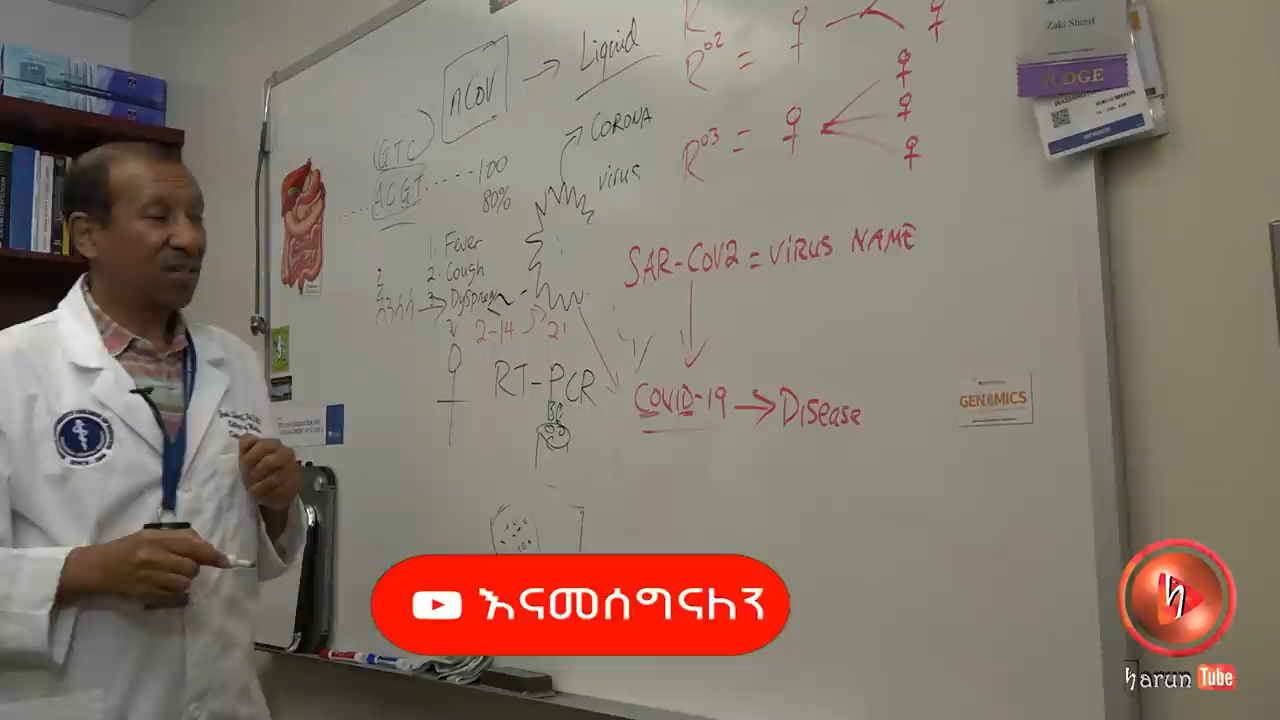 nCoV → Liquid
R⁰² =
Zaki Sherif
JUDGE
GTC
ACGT ------ 100
80%
CORONA
virus
R⁰³ =
1. Fever
2. Cough
3. Dyspnea
2-14
21
RT-PCR
SAR-COV2 = VIRUS NAME
COVID-19 → Disease
GENOMICS
እናመሰግናለን
harun Tube